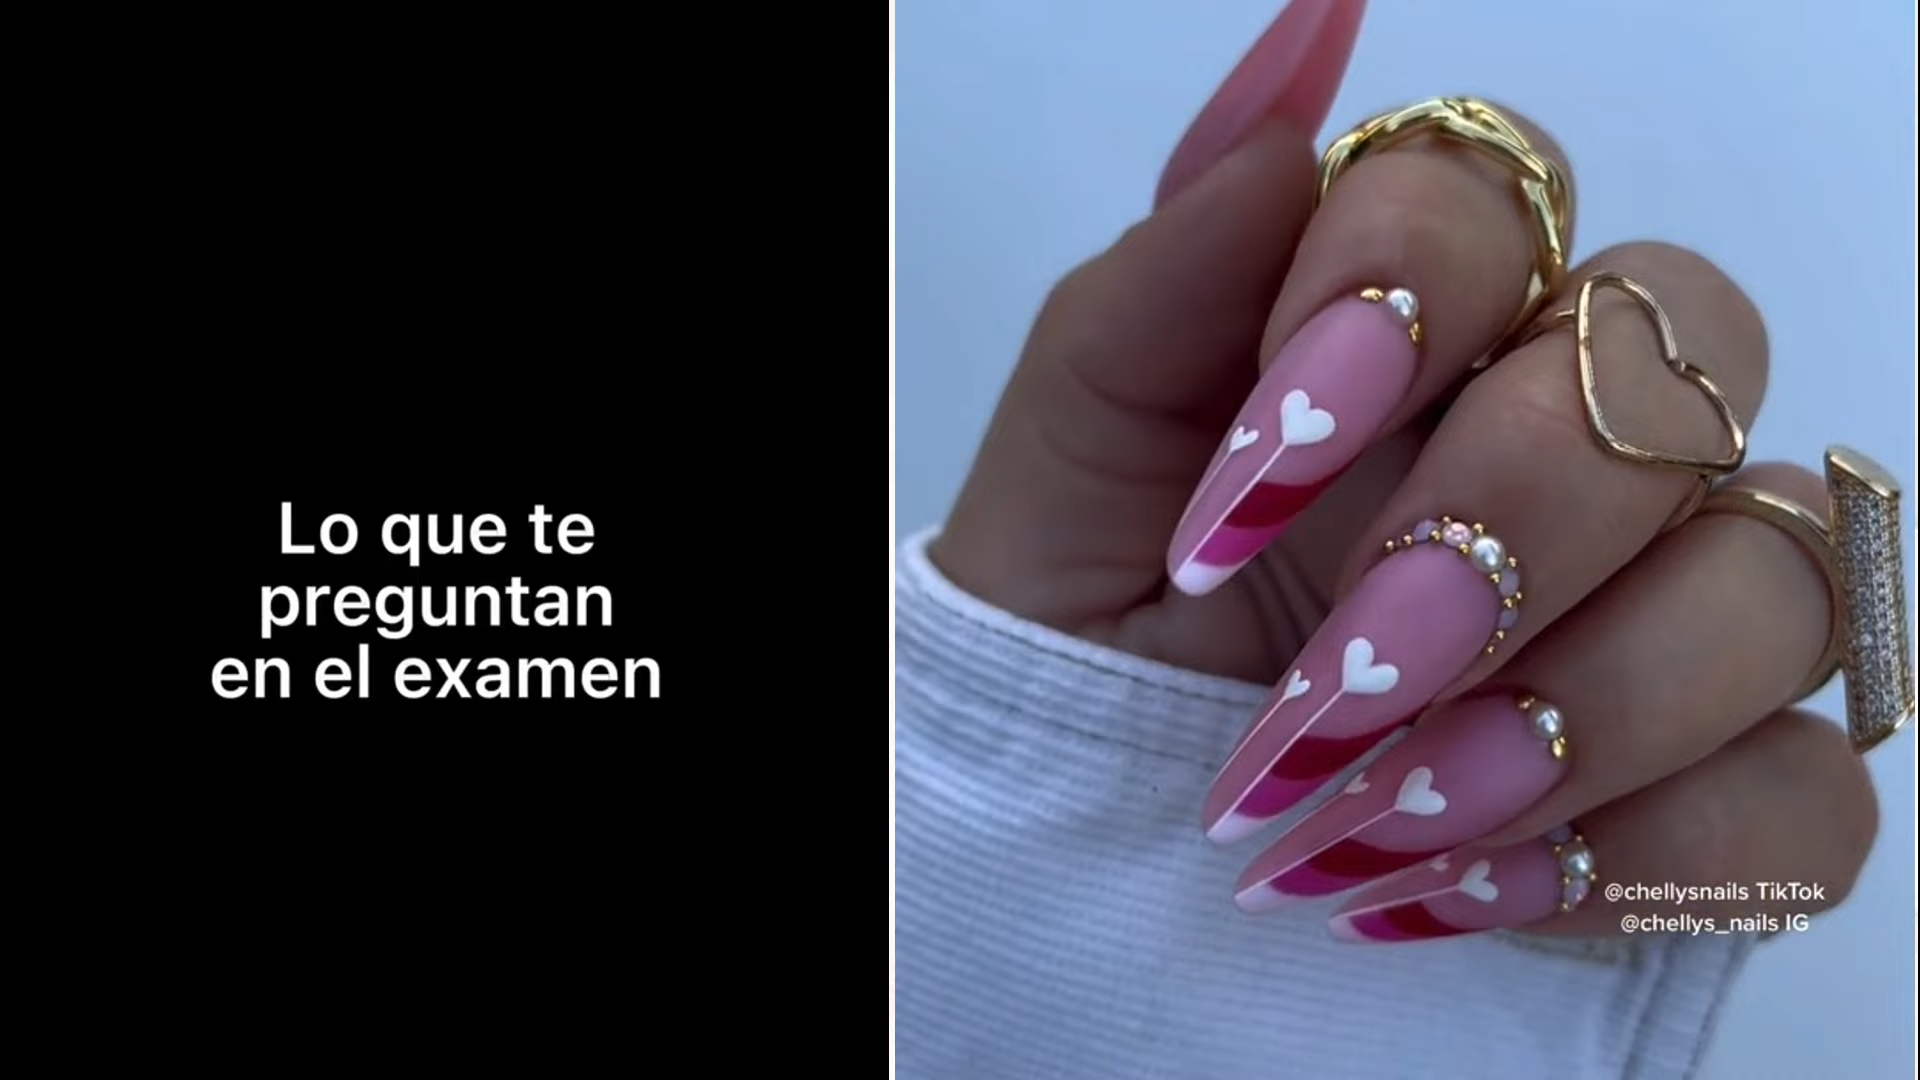 Lo que te
preguntan
en el examen
@chellysnails TikTok
@chellys_nails IG